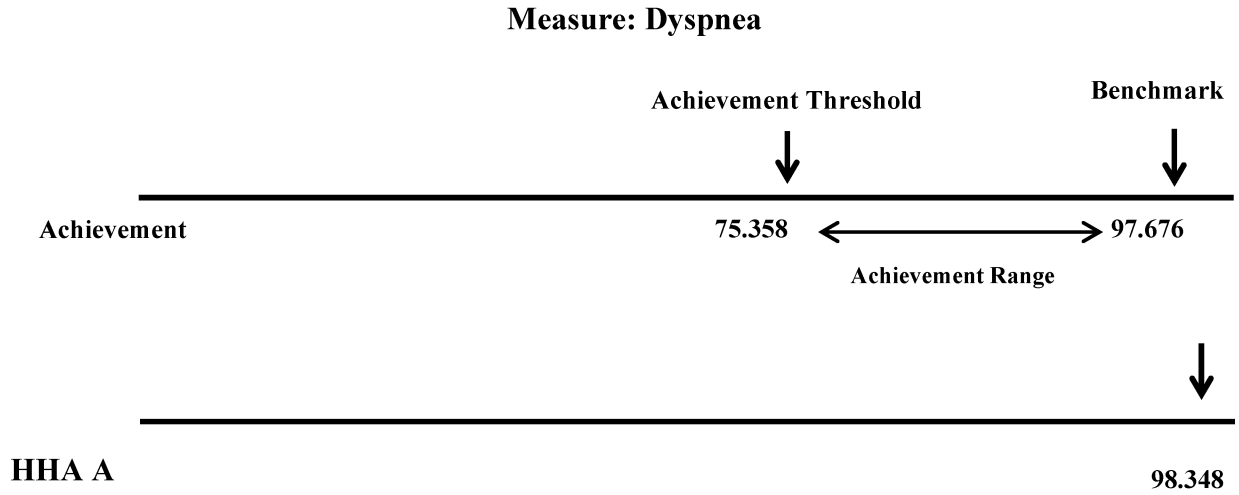 Measure: Dyspnea
Achievement Threshold
Benchmark
Achievement
75.358
97.676
Achievement Range
HHA A
98.348